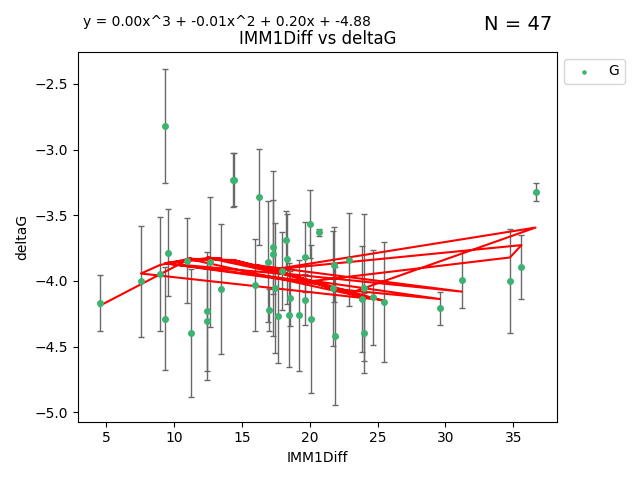 y = 0.00x^3 + -0.01x^2 + 0.20x + -4.88
N = 47
IMM1Diff vs deltaG
G
deltaG
−2.5
−3.0
−3.5
−4.0
−4.5
−5.0
5 10 15 20 25 30 35
IMM1Diff